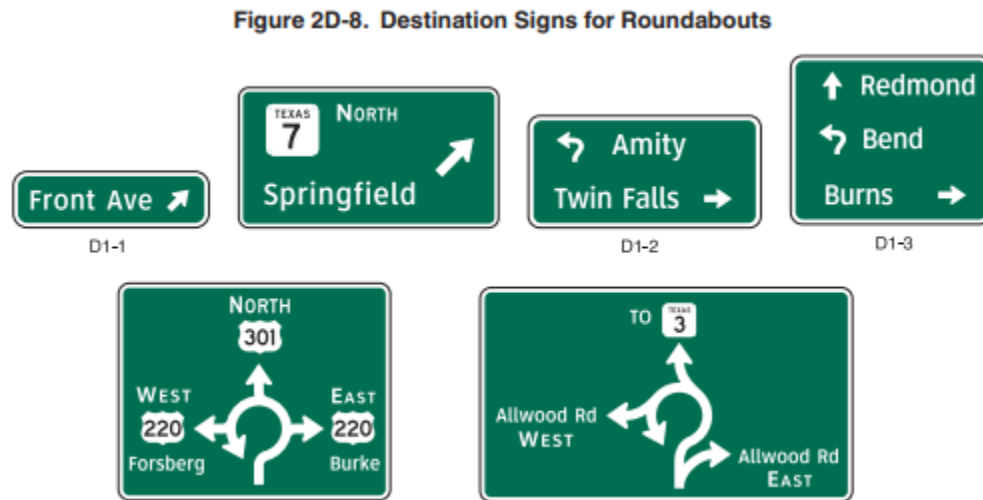 Figure 2D-8. Destination Signs for Roundabouts
Front Ave
D1-1
TEXAS
7
NORTH
Springfield
Amity
Twin Falls
D1-2
Redmond
Bend
Burns
D1-3
NORTH
301
WEST
220
Forsberg
EAST
220
Burke
TO
TEXAS
3
Allwood Rd
WEST
Allwood Rd
EAST